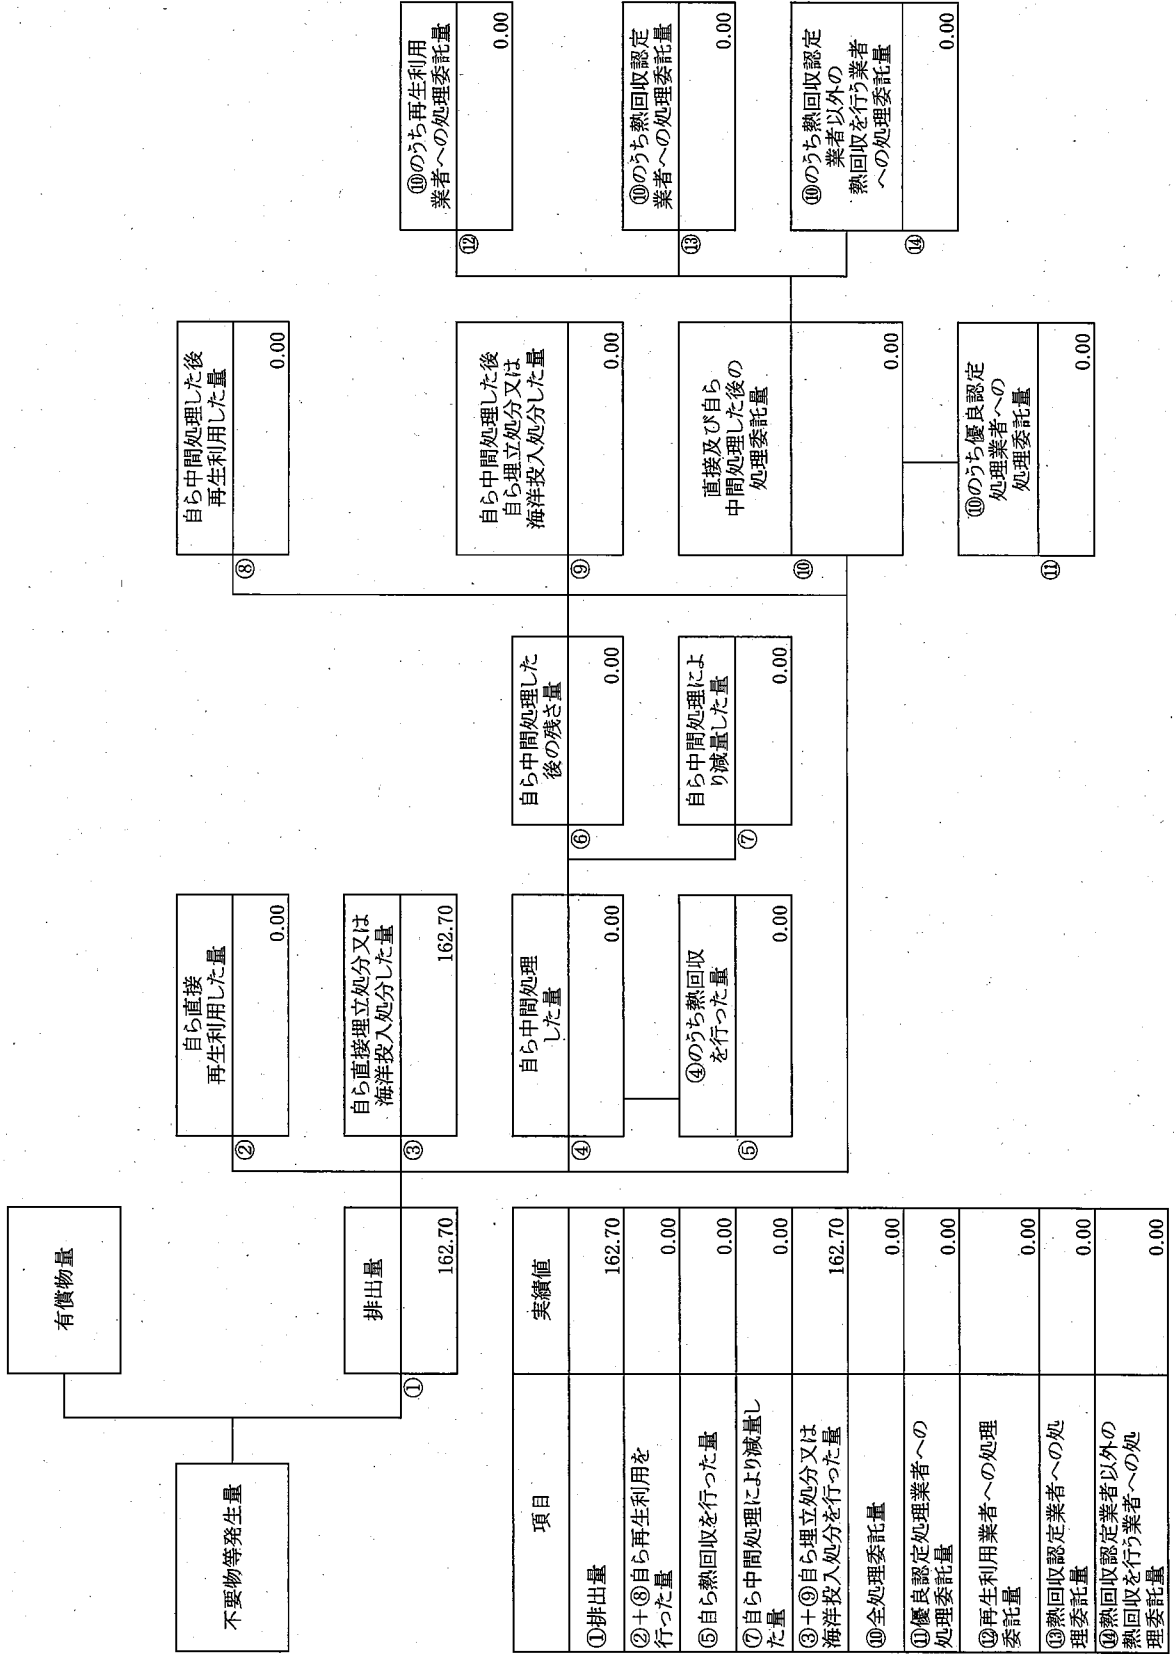 有償物量
不要物等発生量
排出量
①
162.70
自ら直接
再生利用した量
②
0.00
自ら直接埋立処分又は
海洋投入処分した量
③
162.70
自ら中間処理
した量
④
0.00
④のうち熱回収
を行った量
⑤
0.00
自ら中間処理した
後の残さ量
⑥
0.00
自ら中間処理によ
り減量した量
⑦
0.00
自ら中間処理した後
再生利用した量
⑧
0.00
自ら中間処理した後
自ら埋立処分又は
海洋投入処分した量
⑨
0.00
直接及び自ら
中間処理した後の
処理委託量
⑩
0.00
⑩のうち優良認定
処理業者への
処理委託量
⑪
0.00
⑩のうち再生利用
業者への処理委託量
⑫
0.00
⑩のうち熱回収認定
業者への処理委託量
⑬
0.00
⑩のうち熱回収認定
業者以外の
熱回収を行う業者
への処理委託量
⑭
0.00
項目 実績値
①排出量 162.70
②+⑧自ら再生利用を
行った量 0.00
⑤自ら熱回収を行った量 0.00
⑦自ら中間処理により減量し
た量 0.00
③+⑨自ら埋立処分又は
海洋投入処分を行った量 162.70
⑩全処理委託量 0.00
⑪優良認定処理業者への
処理委託量 0.00
⑫再生利用業者への処理
委託量 0.00
⑬熱回収認定業者への処
理委託量 0.00
⑭熱回収認定業者以外の
熱回収を行う業者への処
理委託量 0.00